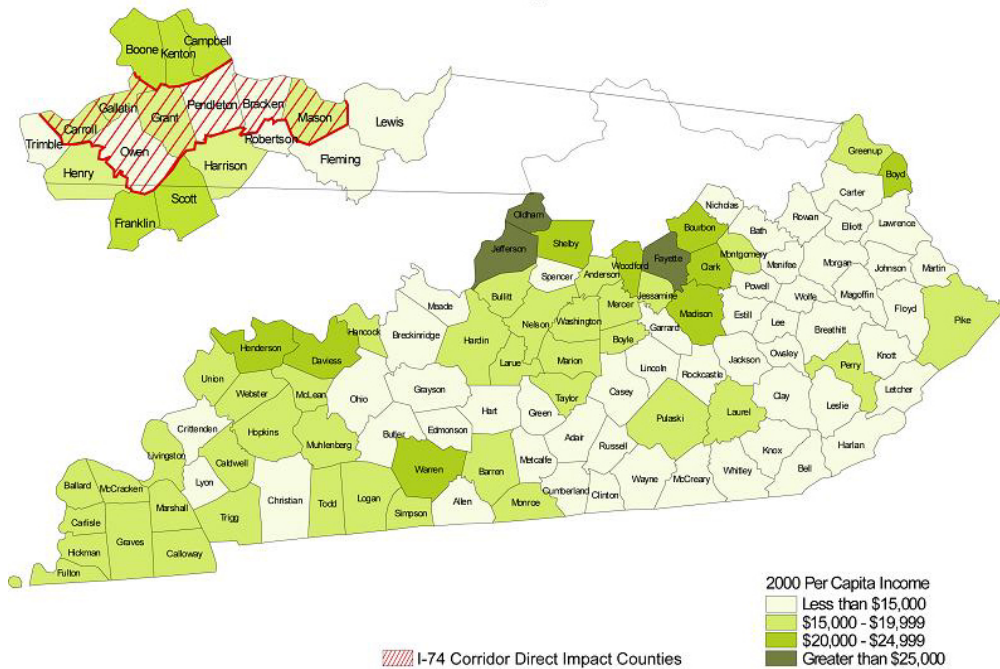 Campbell
Boone
Kenton
Gallatin
Pendleton
Bracken
Carroll
Grant
Mason
Lewis
Trimble
Owen
Robertson
Fleming
Henry
Harrison
Scott
Franklin
Greenup
Boyd
Carter
Nicholas
Rowan
Oldham
Bath
Elliott
Lawrence
Bourbon
Jefferson
Shelby
Fayette
Montgomery
Woodford
Clark
Menifee
Morgan
Johnson
Martin
Spencer
Anderson
Powell
Magoffin
Meade
Bullitt
Mercer
Jessamine
Wolfe
Floyd
Nelson
Washington
Madison
Estill
Lee
Pike
Hancock
Breckinridge
Garrard
Breathitt
Hardin
Boyle
Henderson
Daviess
Larue
Marion
Lincoln
Jackson
Owsley
Knott
Rockcastle
Perry
Union
Webster
McLean
Ohio
Grayson
Taylor
Casey
Letcher
Hart
Green
Pulaski
Laurel
Clay
Leslie
Crittenden
Hopkins
Butler
Edmonson
Adair
Russell
Harlan
Muhlenberg
Livingston
Caldwell
Warren
Barren
Metcalfe
Knox
Lyon
Christian
Wayne
McCreary
Whitley
Bell
Ballard
McCracken
Todd
Logan
Allen
Monroe
Cumberland
Clinton
Marshall
Trigg
Simpson
Carlisle
Graves
Hickman
Calloway
Fulton
2000 Per Capita Income
Less than $15,000
$15,000 - $19,999
$20,000 - $24,999
Greater than $25,000
I-74 Corridor Direct Impact Counties